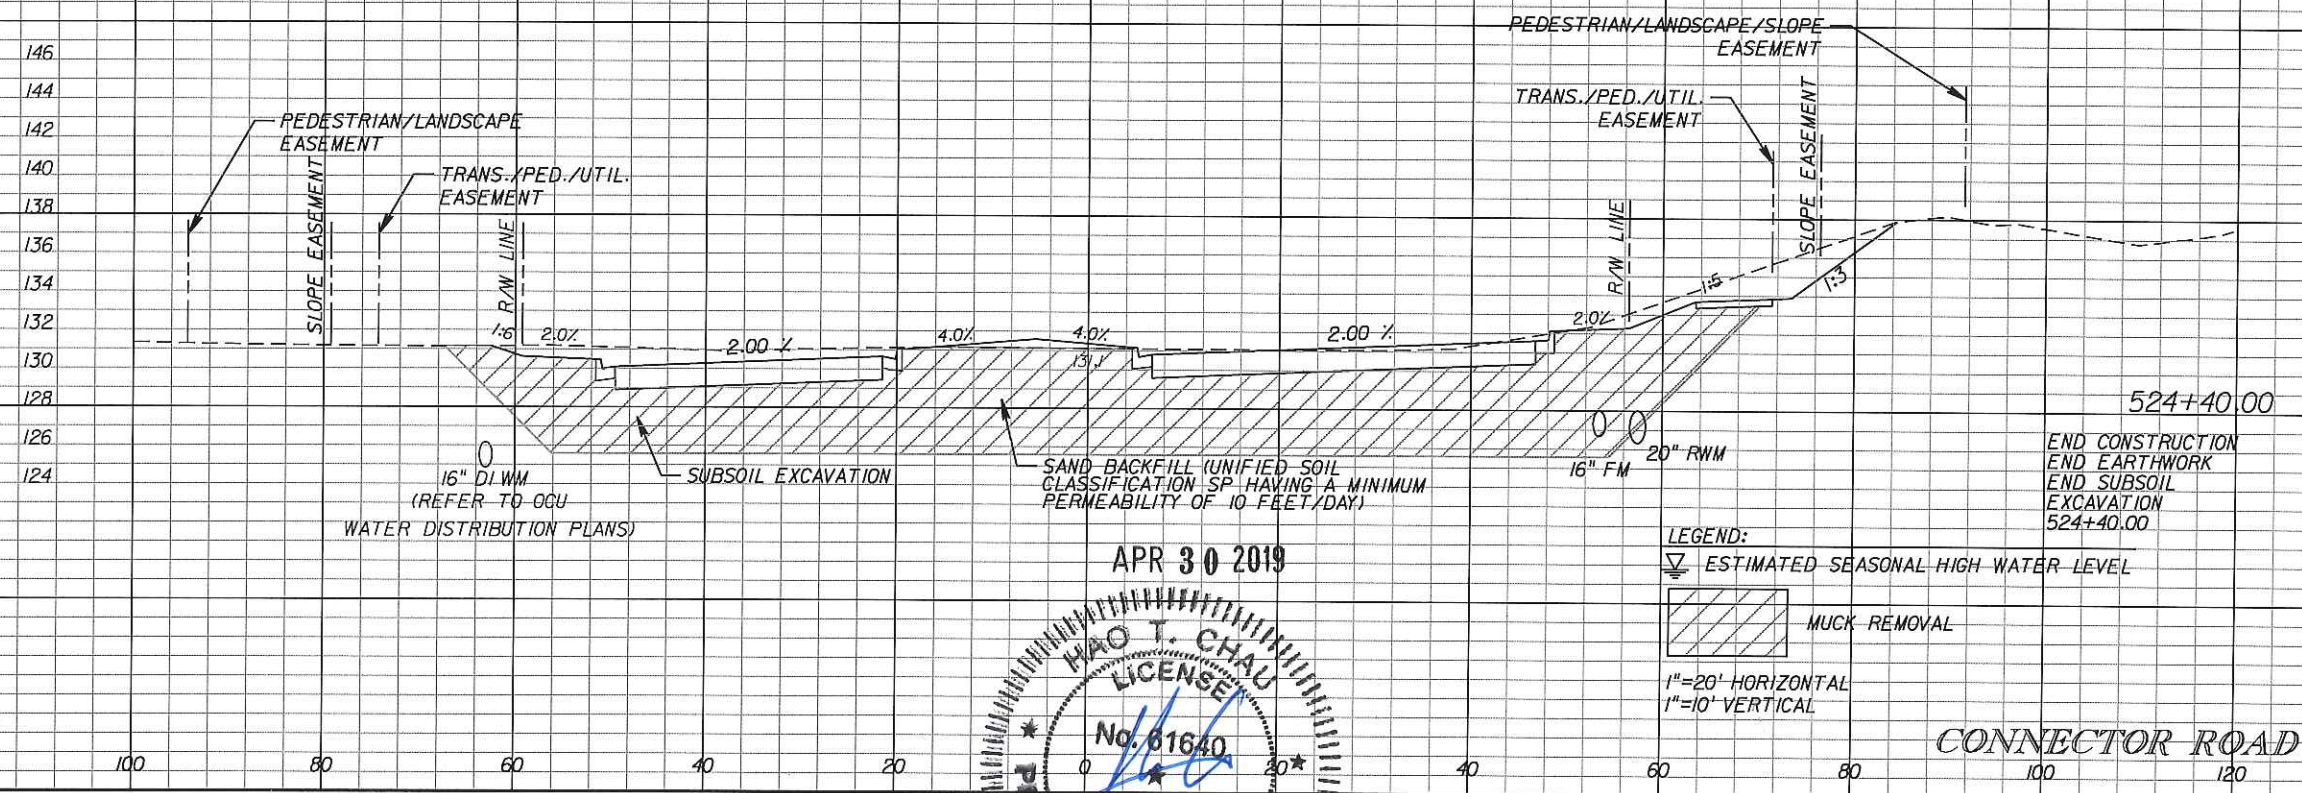 PEDESTRIAN/LANDSCAPE/SLOPE
EASEMENT
TRANS./PED./UTIL.
EASEMENT
SLOPE EASEMENT
R/W LINE
146
144
142
140
138
136
134
132
130
128
126
124
PEDESTRIAN/LANDSCAPE
EASEMENT
SLOPE EASEMENT
TRANS./PED./UTIL.
EASEMENT
R/W LINE
1:6
2.0%
2.00 %
4.0%
4.0%
131.1
2.00 %
2.0%
1:5
1:3
16" DI WM
(REFER TO OCU
WATER DISTRIBUTION PLANS)
SUBSOIL EXCAVATION
SAND BACKFILL (UNIFIED SOIL
CLASSIFICATION SP HAVING A MINIMUM
PERMEABILITY OF 10 FEET/DAY)
16" FM
20" RWM
524+40.00
END CONSTRUCTION
END EARTHWORK
END SUBSOIL
EXCAVATION
524+40.00
LEGEND:
ESTIMATED SEASONAL HIGH WATER LEVEL
MUCK REMOVAL
1"=20' HORIZONTAL
1"=10' VERTICAL
APR 30 2019
HAO T. CHAU
LICENSE
No. 61640
CONNECTOR ROAD
100 80 60 40 20 0 20 40 60 80 100 120